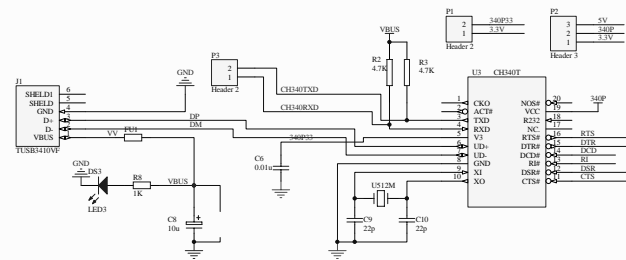 P1
2
1
Header 2
340P33
3.3V
P2
3
2
1
Header 3
5V
340P
3.3V
VBUS
R2
4.7K
R3
4.7K
P3
2
1
Header 2
GND
CH340TXD
CH340RXD
J1
SHIELD1 6
SHIELD 5
GND 4
D+ 3
D- 2
VBUS 1
TUSB3410VF
DP
DM
VV
FU1
340P33
U3 CH340T
1 CKO
2 ACT#
3 TXD
4 RXD
5 V3
6 UD+
7 UD-
8 GND
9 XI
10 XO
NOS# 20
VCC 19
R232 18
NC. 17
RTS# 16 RTS
DTR# 15 DTR
DCD# 14 DCD
RI# 13 RI
DSR# 12 DSR
CTS# 11 CTS
340P
C6
0.01u
GND
DS3
LED3
R8
1K
VBUS
C8
10u
+
U512M
C9
22p
C10
22p
GND